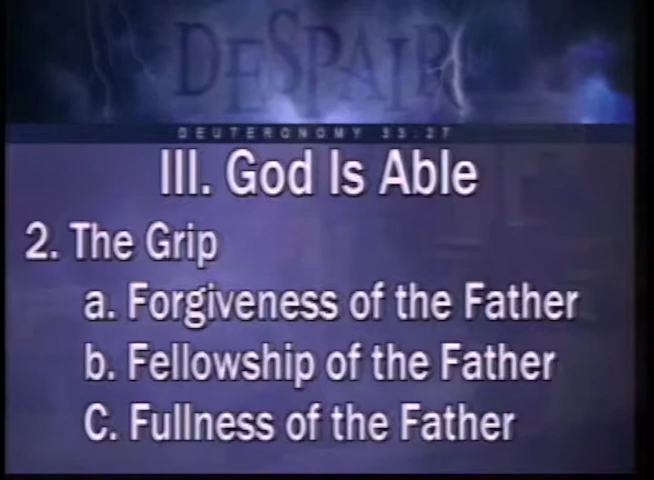 DESPAIR
DEUTERONOMY 33:27
III. God Is Able
2. The Grip
a. Forgiveness of the Father
b. Fellowship of the Father
C. Fullness of the Father